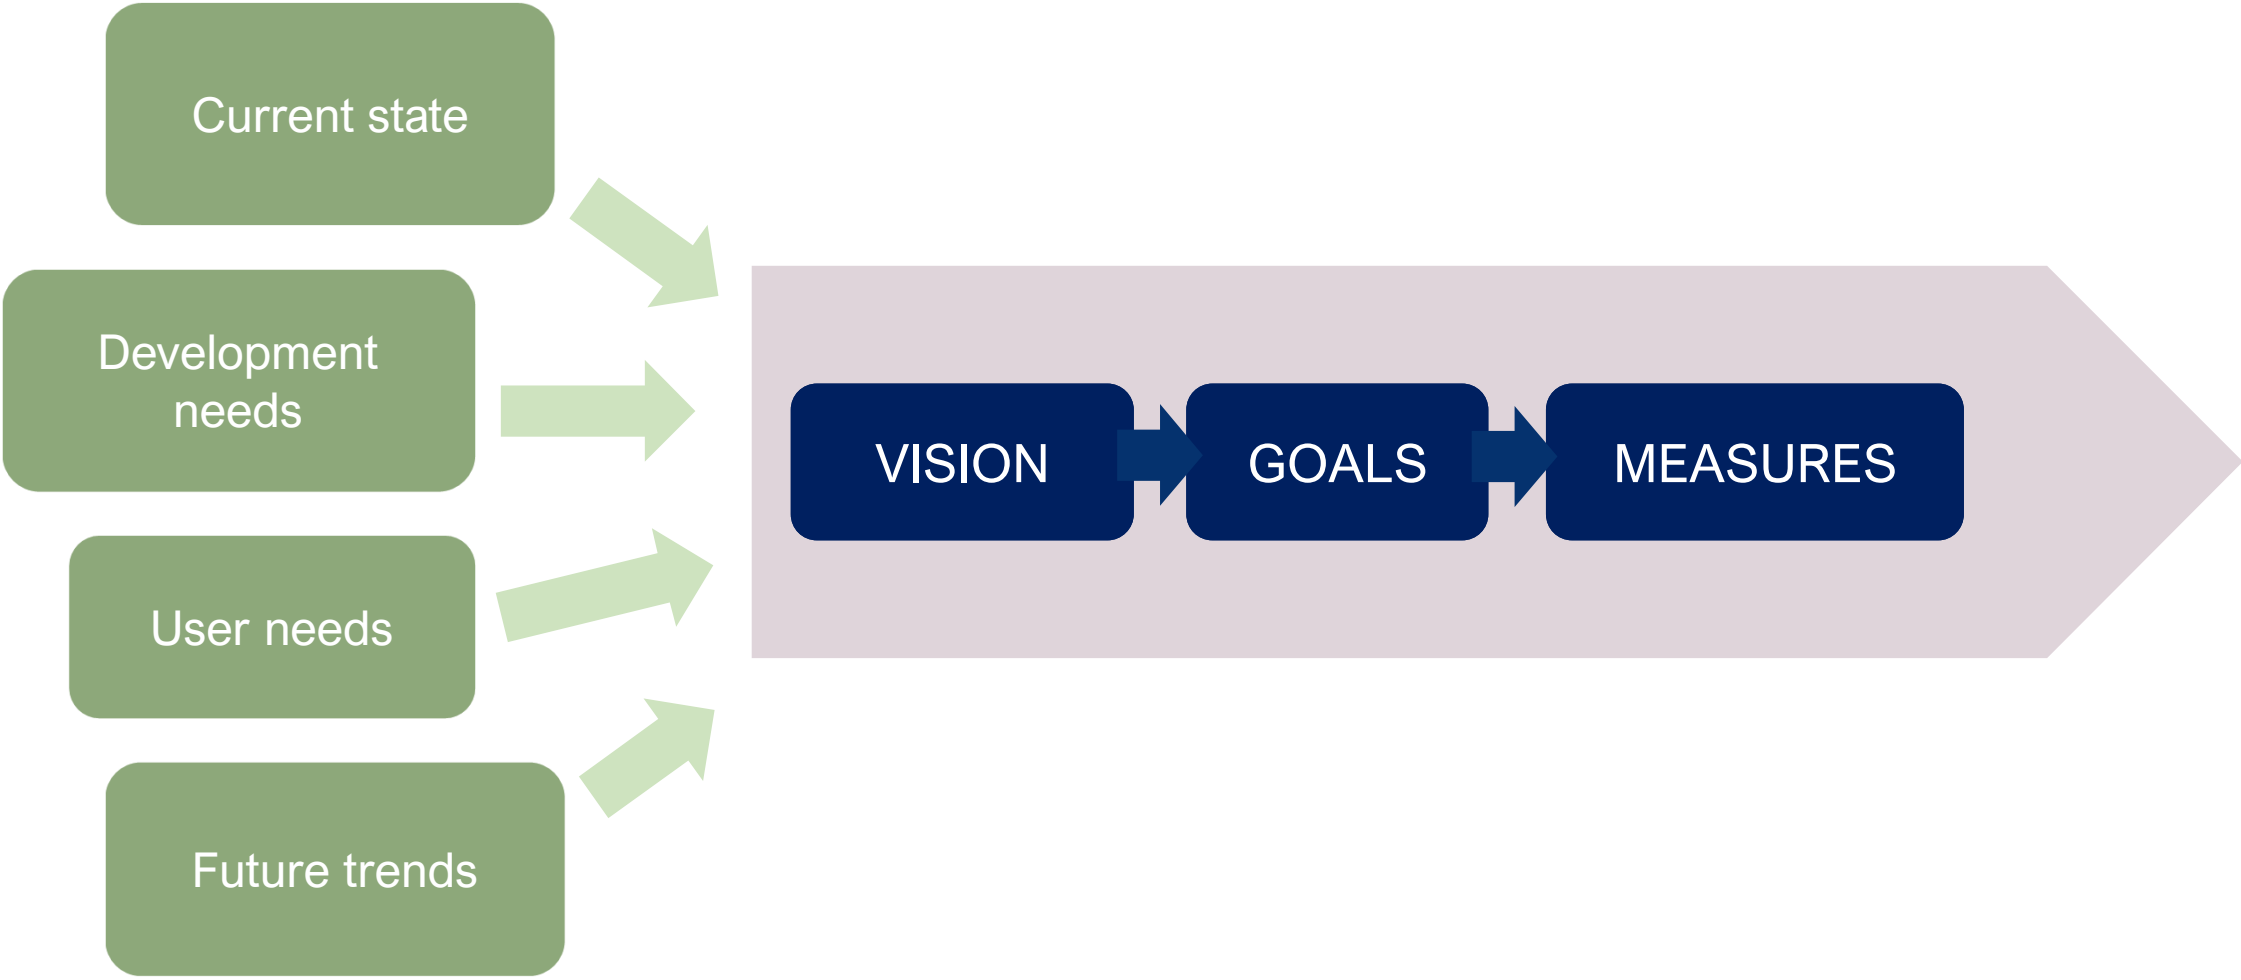 Current state
Development
needs
User needs
Future trends
VISION
GOALS
MEASURES